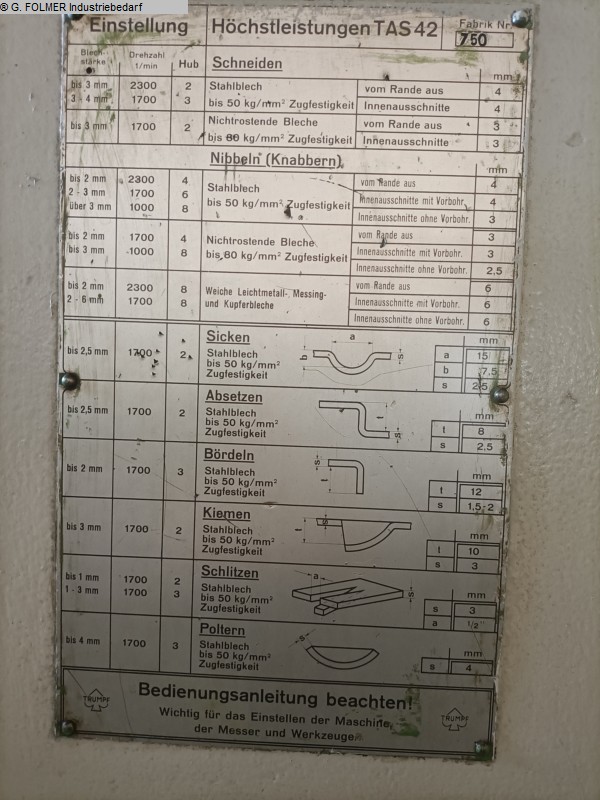 © G. FOLMER Industriebedarf
Einstellung Höchstleistungen TAS 42 Fabrik Nr. 750
Blech-stärke Drehzahl 1/min Hub
Schneiden mm
bis 3 mm 2300 2 Stahlblech vom Rande aus 4
3 - 4 mm 1700 3 bis 50 kg/mm² Zugfestigkeit Innenausschnitte 4
bis 3 mm 1700 2 Nichtrostende Bleche vom Rande aus 3
bis 80 kg/mm² Zugfestigkeit Innenausschnitte 3
Nibbeln (Knabbern)
bis 2 mm 2300 4 Stahlblech vom Rande aus 4
2 - 3 mm 1700 6 bis 50 kg/mm² Zugfestigkeit Innenausschnitte mit Vorbohr. 4
über 3 mm 1000 8 Innenausschnitte ohne Vorbohr. 3
bis 2 mm 1700 4 Nichtrostende Bleche vom Rande aus 3
bis 3 mm 1000 8 bis 80 kg/mm² Zugfestigkeit Innenausschnitte mit Vorbohr. 3
Innenausschnitte ohne Vorbohr. 2,5
bis 2 mm 2300 8 Weiche Leichtmetall-, Messing- vom Rande aus 6
2 - 6 mm 1700 8 und Kupferbleche Innenausschnitte mit Vorbohr. 6
Innenausschnitte ohne Vorbohr. 6
Sicken a mm
bis 2,5 mm 1700 2 Stahlblech b s a 15
bis 50 kg/mm² b 7,5
Zugfestigkeit s 2,5
Absetzen mm
bis 2,5 mm 1700 2 Stahlblech t t 8
bis 50 kg/mm²
Zugfestigkeit s s 2,5
Bördeln s mm
bis 2 mm 1700 3 Stahlblech
bis 50 kg/mm² t t 12
Zugfestigkeit s 1,5-2
Kiemen s mm
bis 3 mm 1700 2 Stahlblech t
bis 50 kg/mm² t 10
Zugfestigkeit s 3
Schlitzen a mm
bis 1 mm 1700 2 Stahlblech s
1 - 3 mm 1700 3 bis 50 kg/mm² s 3
Zugfestigkeit a 1/2"
Poltern mm
bis 4 mm 1700 3 Stahlblech
bis 50 kg/mm² s 4
Zugfestigkeit
Bedienungsanleitung beachten!
TRUMPF Wichtig für das Einstellen der Maschine, TRUMPF
der Messer und Werkzeuge.